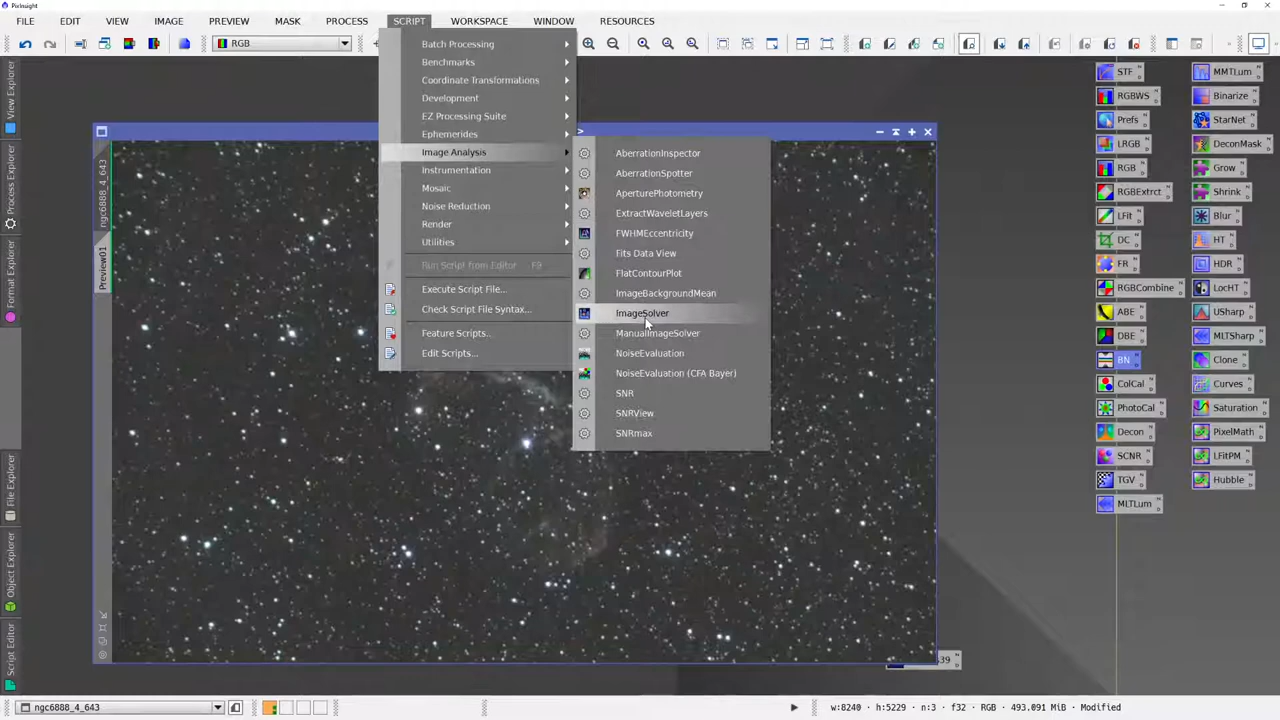 PixInsight
FILE EDIT VIEW IMAGE PREVIEW MASK PROCESS SCRIPT WORKSPACE WINDOW RESOURCES
RGB
View Explorer
Process Explorer
Format Explorer
File Explorer
Object Explorer
Script Editor
ngc6888_4_643
Preview01
Batch Processing
Benchmarks
Coordinate Transformations
Development
EZ Processing Suite
Ephemerides
Image Analysis
Instrumentation
Mosaic
Noise Reduction
Render
Utilities
Run Script from Editor F9
Execute Script File...
Check Script File Syntax...
Feature Scripts...
Edit Scripts...
AberrationInspector
AberrationSpotter
AperturePhotometry
ExtractWaveletLayers
FWHMEccentricity
Fits Data View
FlatContourPlot
ImageBackgroundMean
ImageSolver
ManualImageSolver
NoiseEvaluation
NoiseEvaluation (CFA Bayer)
SNR
SNRView
SNRmax
STF
RGBWS
Prefs
LRGB
RGB
RGBExtrct
LFit
DC
FR
RGBCombine
ABE
DBE
BN
ColCal
PhotoCal
Decon
SCNR
TGV
MLTLum
MMTLum
Binarize
StarNet
DeconMask
Grow
Shrink
Blur
HT
HDR
LocHT
USharp
MLTSharp
Clone
Curves
Saturation
PixelMath
LFitPM
Hubble
ngc6888_4_643
w:8240 · h:5229 · n:3 · f32 · RGB · 493.091 MiB · Modified